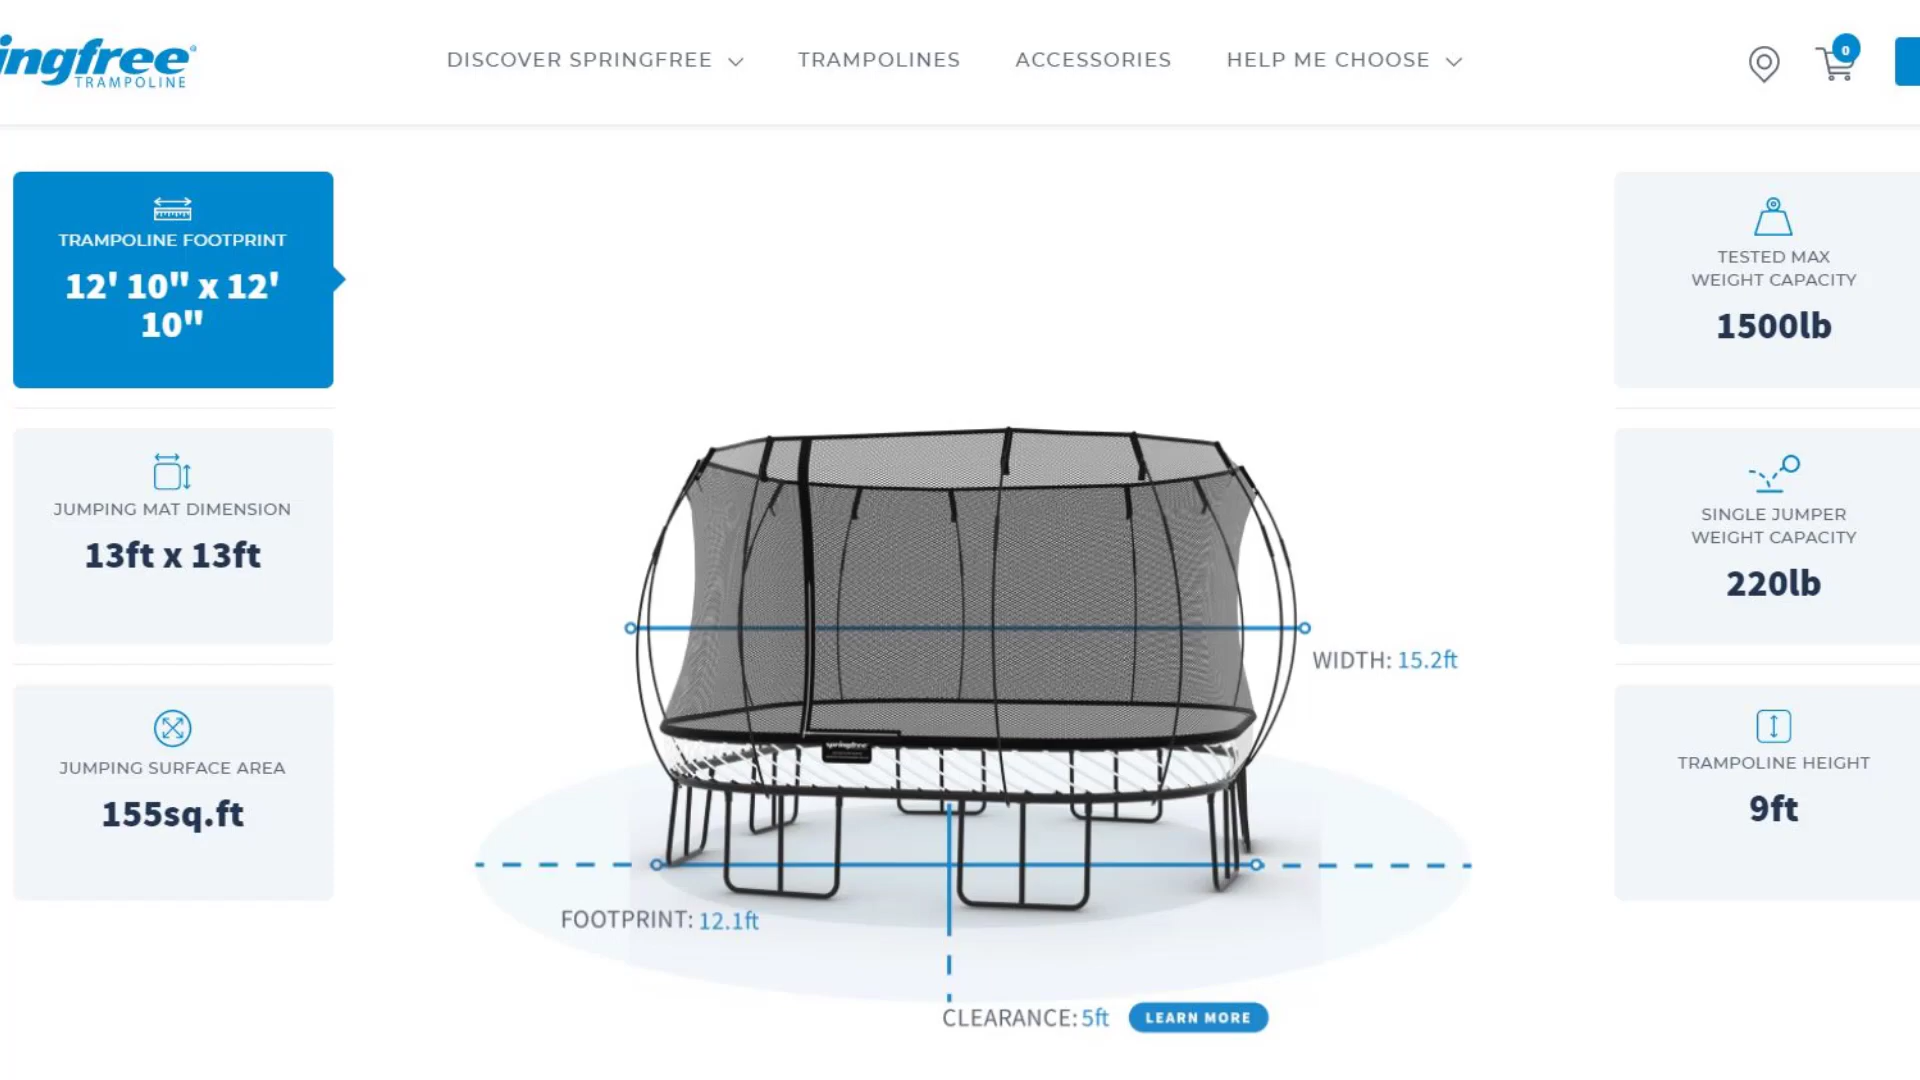 ingfree
TRAMPOLINE
DISCOVER SPRINGFREE
TRAMPOLINES
ACCESSORIES
HELP ME CHOOSE
0
TRAMPOLINE FOOTPRINT
12' 10" x 12'
10"
JUMPING MAT DIMENSION
13ft x 13ft
JUMPING SURFACE AREA
155sq.ft
springfree
WIDTH: 15.2ft
FOOTPRINT: 12.1ft
CLEARANCE: 5ft
LEARN MORE
TESTED MAX
WEIGHT CAPACITY
1500lb
SINGLE JUMPER
WEIGHT CAPACITY
220lb
TRAMPOLINE HEIGHT
9ft